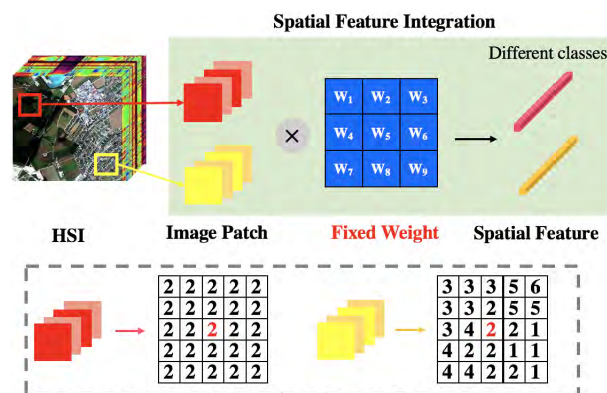 Spatial Feature Integration
Different classes
W1 W2 W3
W4 W5 W6
W7 W8 W9
×
HSI Image Patch Fixed Weight Spatial Feature
2 2 2 2 2
2 2 2 2 2
2 2 2 2 2
2 2 2 2 2
2 2 2 2 2
3 3 3 5 6
3 3 2 5 5
3 4 2 2 1
4 2 2 1 1
4 4 2 2 1